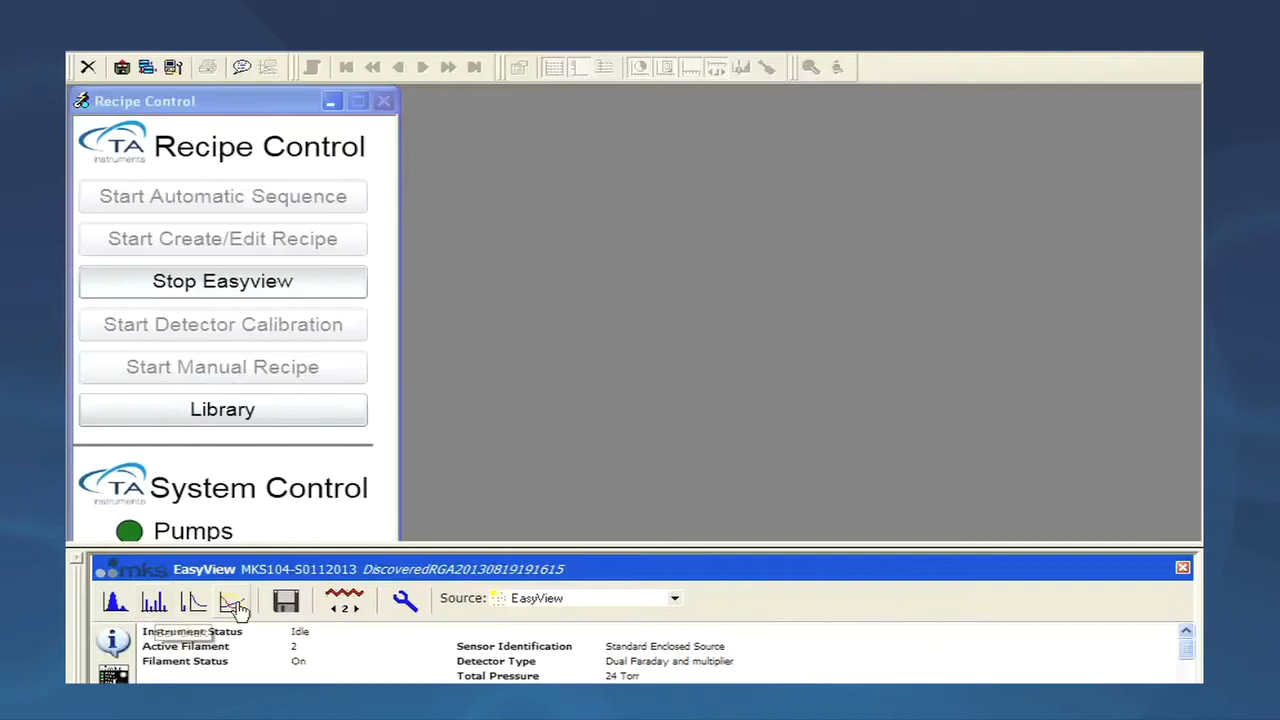 Recipe Control
TA
Instruments
Recipe Control
Start Automatic Sequence
Start Create/Edit Recipe
Stop Easyview
Start Detector Calibration
Start Manual Recipe
Library
TA
Instruments
System Control
Pumps
mks EasyView MKS104-S0112013 DiscoveredRGA20130819191615
2
Source: EasyView
Instrument Status Idle
Active Filament 2
Filament Status On
Sensor Identification Standard Enclosed Source
Detector Type Dual Faraday and multiplier
Total Pressure 24 Torr